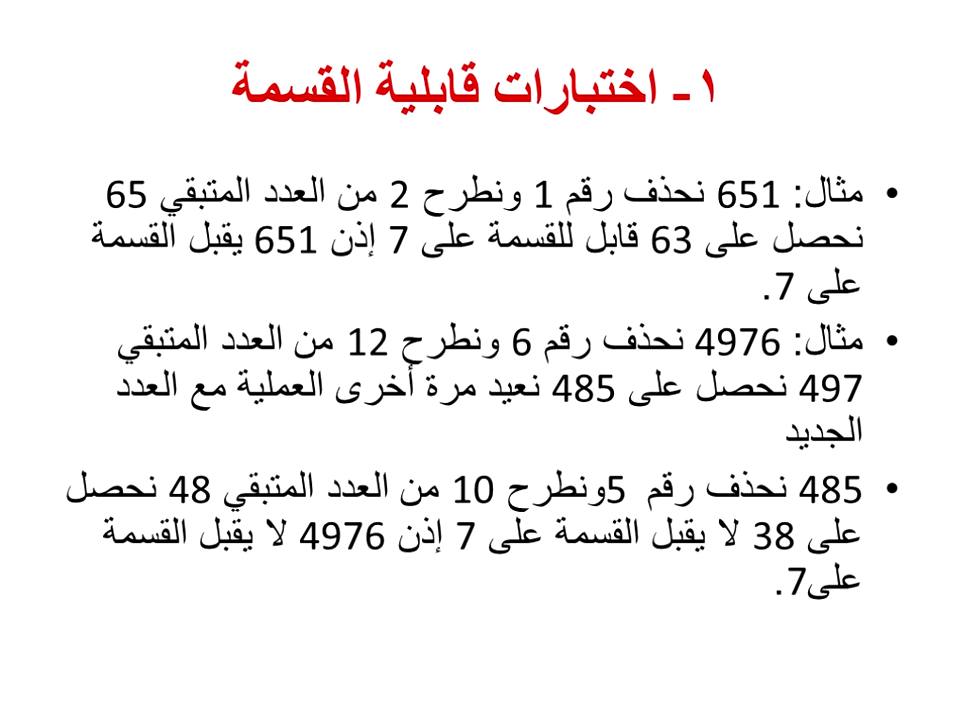 ١- اختبارات قابلية القسمة
• مثال: 651 نحذف رقم 1 ونطرح 2 من العدد المتبقي 65
نحصل على 63 قابل للقسمة على 7 إذن 651 يقبل القسمة
على 7.
• مثال: 4976 نحذف رقم 6 ونطرح 12 من العدد المتبقي
497 نحصل على 485 نعيد مرة أخرى العملية مع العدد
الجديد
• 485 نحذف رقم 5ونطرح 10 من العدد المتبقي 48 نحصل
على 38 لا يقبل القسمة على 7 إذن 4976 لا يقبل القسمة
على7.